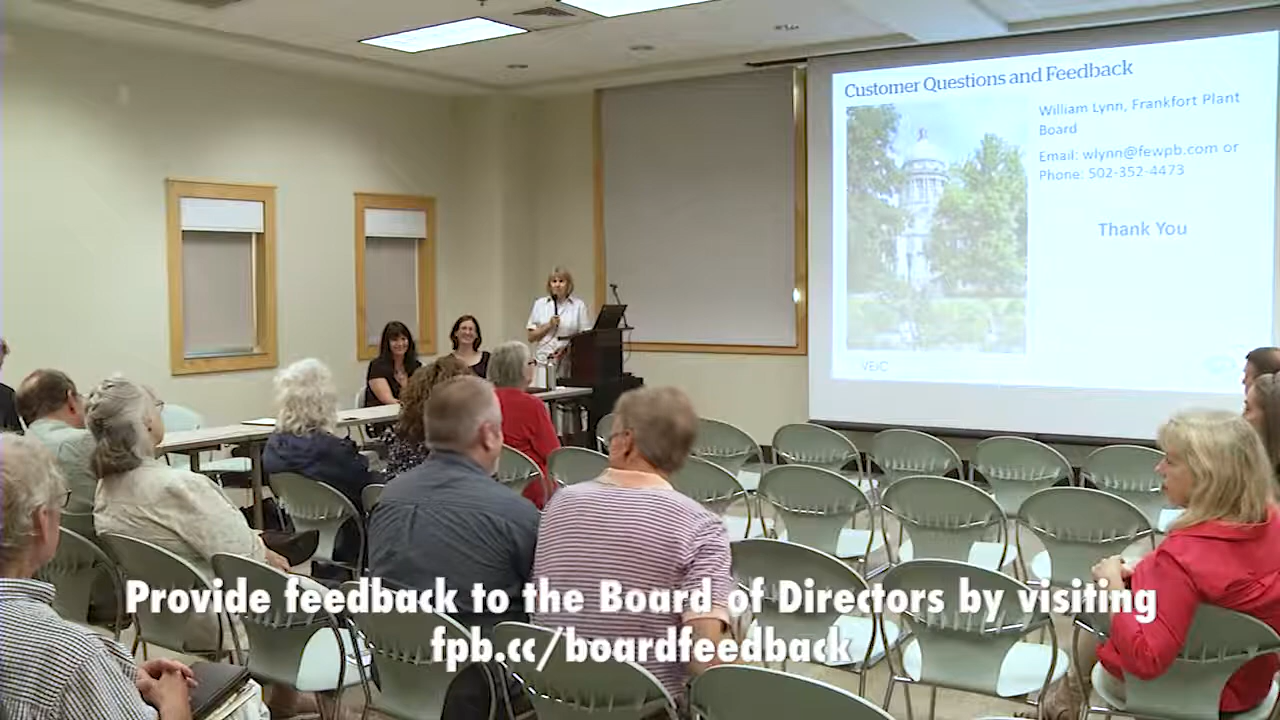 Customer Questions and Feedback
William Lynn, Frankfort Plant
Board
Email: wlynn@fewpb.com or
Phone: 502-352-4473
Thank You
VEIC
Provide feedback to the Board of Directors by visiting
fpb.cc/boardfeedback